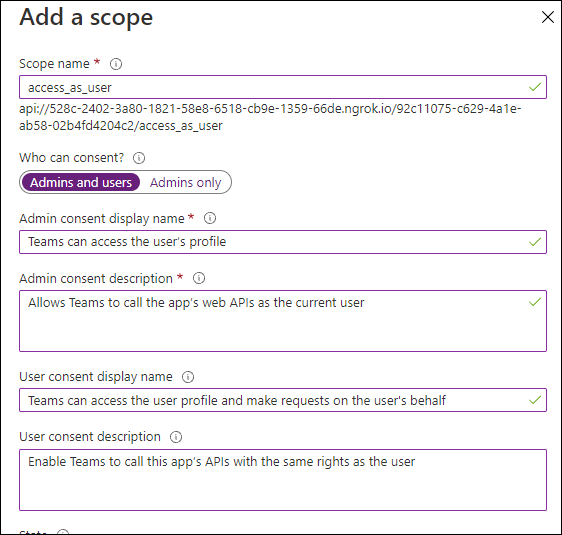 Add a scope
Scope name *
access_as_user
api://528c-2402-3a80-1821-58e8-6518-cb9e-1359-66de.ngrok.io/92c11075-c629-4a1e-
ab58-02b4fd4204c2/access_as_user
Who can consent?
Admins and users Admins only
Admin consent display name *
Teams can access the user's profile
Admin consent description *
Allows Teams to call the app's web APIs as the current user
User consent display name
Teams can access the user profile and make requests on the user's behalf
User consent description
Enable Teams to call this app's APIs with the same rights as the user